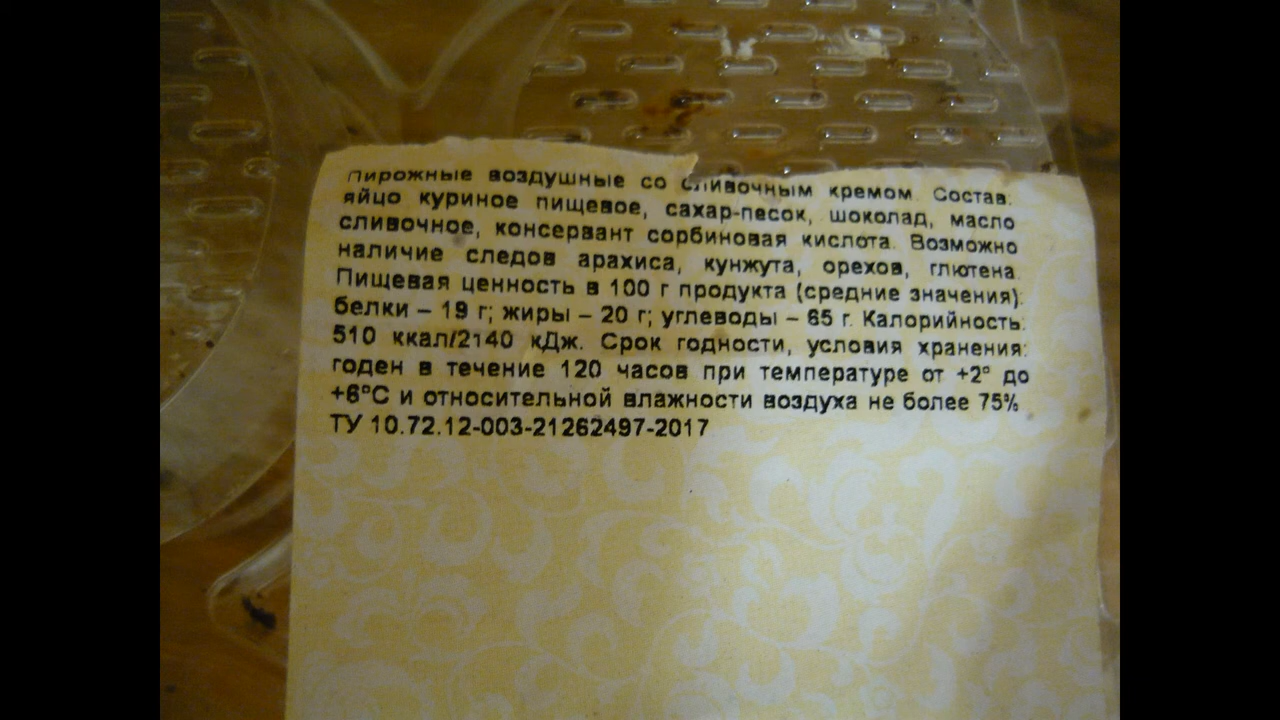 Пирожные воздушные со сливочным кремом. Состав:
яйцо куриное пищевое, сахар-песок, шоколад, масло
сливочное, консервант сорбиновая кислота. Возможно
наличие следов арахиса, кунжута, орехов, глютена.
Пищевая ценность в 100 г продукта (средние значения):
белки – 19 г; жиры – 20 г; углеводы – 65 г. Калорийность:
510 ккал/2140 кДж. Срок годности, условия хранения:
годен в течение 120 часов при температуре от +2° до
+6°С и относительной влажности воздуха не более 75%
ТУ 10.72.12-003-21262497-2017